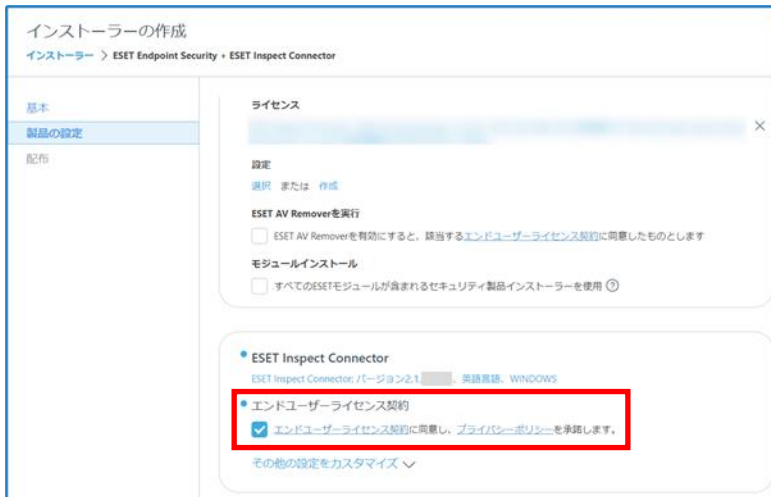 インストーラーの作成
インストーラー > ESET Endpoint Security + ESET Inspect Connector
基本
製品の設定
配布
ライセンス
設定
選択 または 作成
ESET AV Removerを実行
ESET AV Removerを有効にすると、該当するエンドユーザーライセンス契約に同意したものとします
モジュールインストール
すべてのESETモジュールが含まれるセキュリティ製品インストーラーを使用 ?
ESET Inspect Connector
ESET Inspect Connector; バージョン2.1. 、英語言語、WINDOWS
エンドユーザーライセンス契約
エンドユーザーライセンス契約に同意し、プライバシーポリシーを承諾します。
その他の設定をカスタマイズ